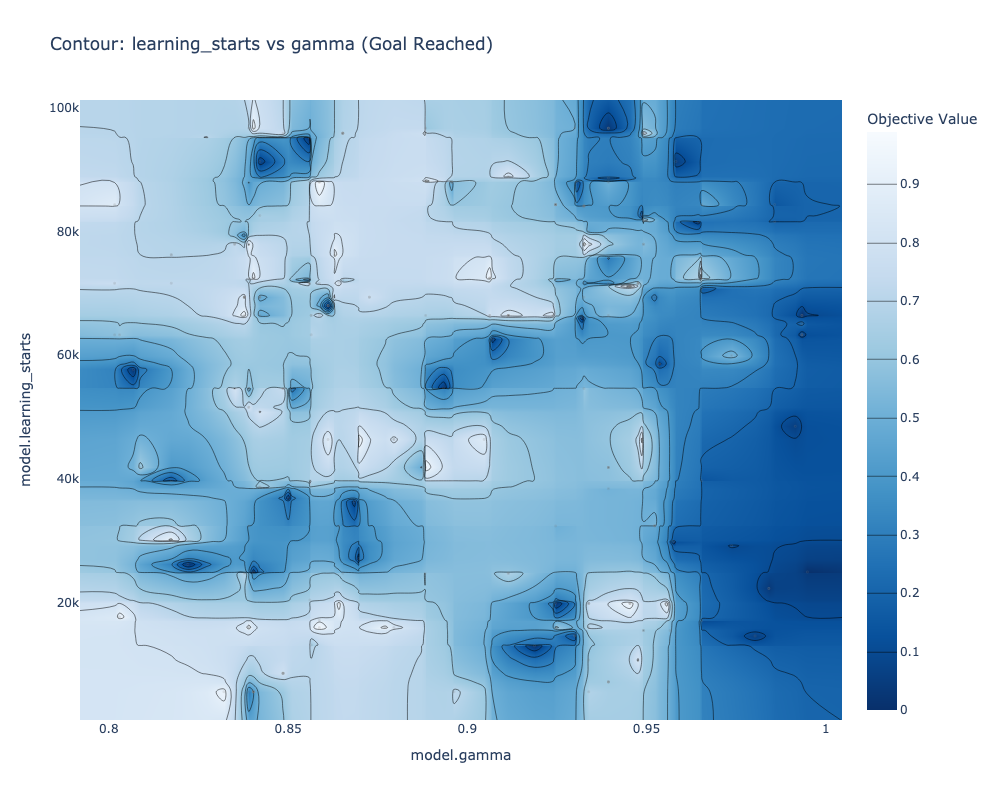 Contour: learning_starts vs gamma (Goal Reached)
Objective Value
100k
80k
60k
40k
20k
model.learning_starts
0.8
0.85
0.9
0.95
1
model.gamma
0.9
0.8
0.7
0.6
0.5
0.4
0.3
0.2
0.1
0